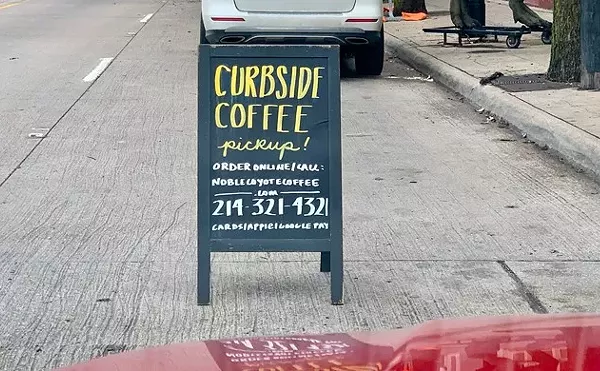 CURBSIDE
COFFEE
pickup!
ORDER ONLINE/CALL:
NOBLECOYOTECOFFEE
.COM
214-321-4321
CARDS/APPLE/GOOGLE PAY